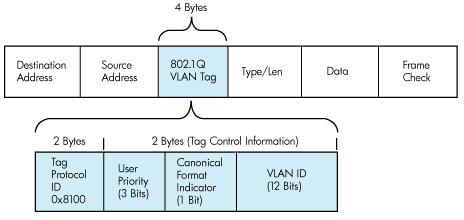 4 Bytes
Destination
Address
Source
Address
802.1Q
VLAN Tag
Type/Len
Data
Frame
Check
2 Bytes
2 Bytes (Tag Control Information)
Tag
Protocol
ID
0x8100
User
Priority
(3 Bits)
Canonical
Format
Indicator
(1 Bit)
VLAN ID
(12 Bits)